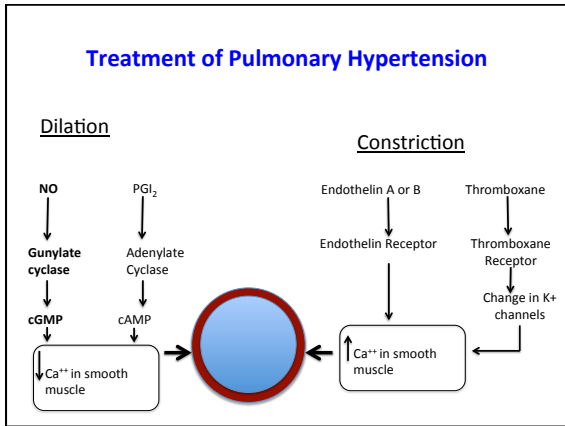 Treatment of Pulmonary Hypertension
Dilation
Constriction
NO
PGI₂
Endothelin A or B
Thromboxane
Gunylate
cyclase
Adenylate
Cyclase
Endothelin Receptor
Thromboxane
Receptor
cGMP
cAMP
Change in K+
channels
Ca⁺⁺ in smooth
muscle
Ca⁺⁺ in smooth
muscle